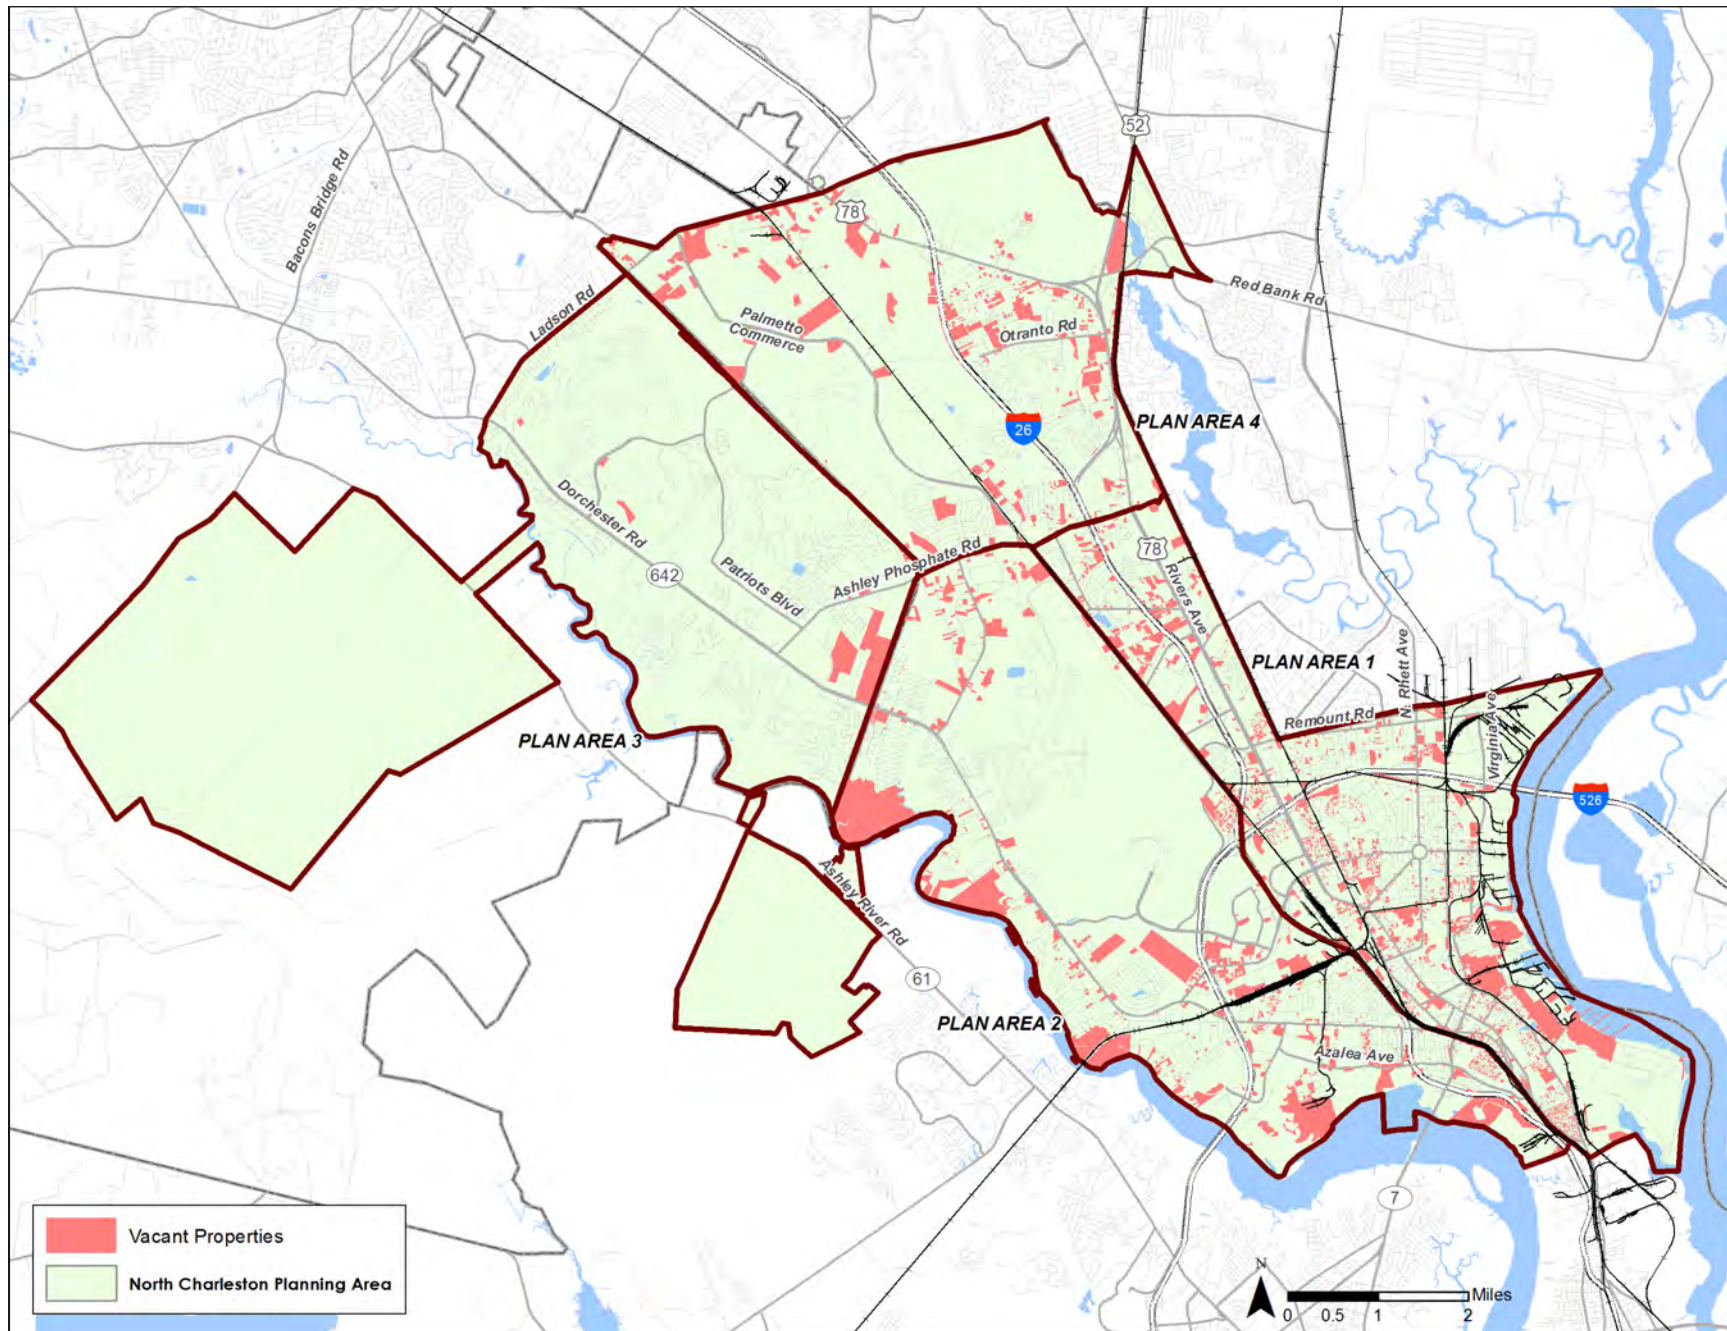 52
78
Bacons Bridge Rd
Red Bank Rd
Ladson Rd
Palmetto
Commerce
Otranto Rd
26
PLAN AREA 4
Dorchester Rd
78
642
Patriots Blvd
Ashley Phosphate Rd
Rivers Ave
PLAN AREA 1
N. Rhett Ave
Remount Rd
Virginia Ave
PLAN AREA 3
526
Ashley River Rd
61
PLAN AREA 2
Azalea Ave
7
Vacant Properties
North Charleston Planning Area
N
Miles
0 0.5 1 2